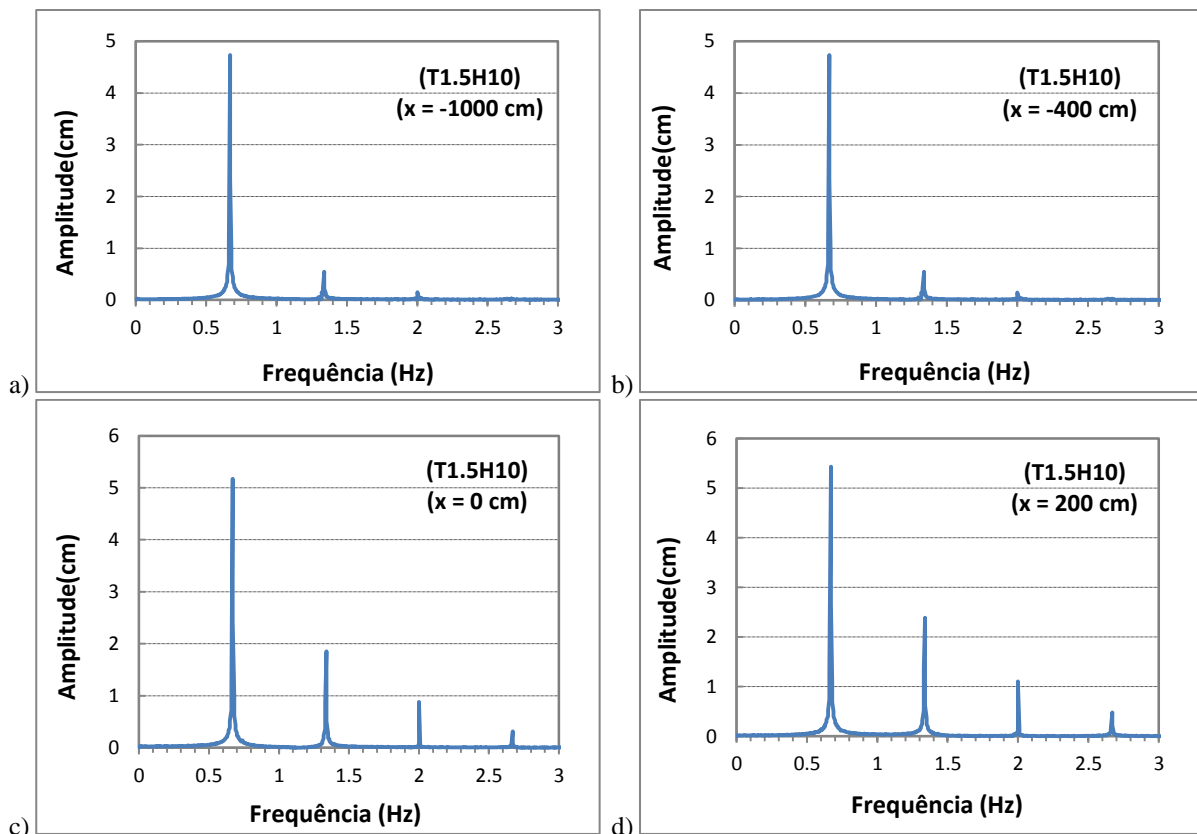 5
4
3
2
1
0
Amplitude(cm)
(T1.5H10)
(x = -1000 cm)
0 0.5 1 1.5 2 2.5 3
Frequência (Hz)
a)
5
4
3
2
1
0
Amplitude(cm)
(T1.5H10)
(x = -400 cm)
0 0.5 1 1.5 2 2.5 3
Frequência (Hz)
b)
6
5
4
3
2
1
0
Amplitude(cm)
(T1.5H10)
(x = 0 cm)
0 0.5 1 1.5 2 2.5 3
Frequência (Hz)
c)
6
5
4
3
2
1
0
Amplitude(cm)
(T1.5H10)
(x = 200 cm)
0 0.5 1 1.5 2 2.5 3
Frequência (Hz)
d)